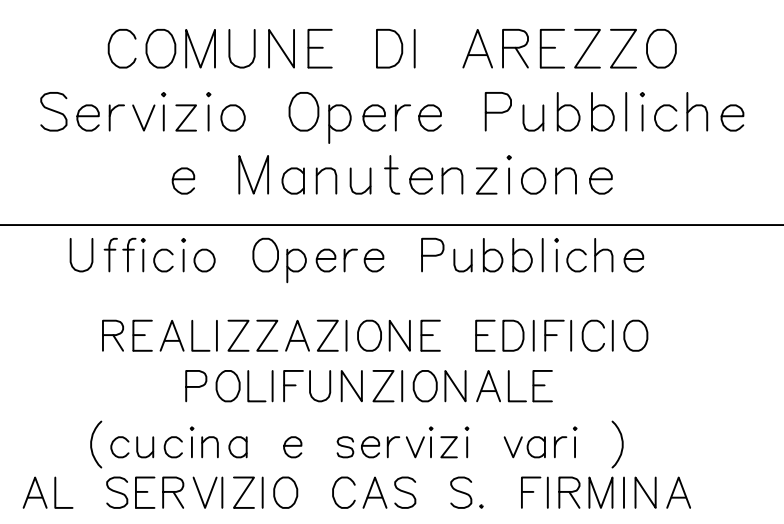 COMUNE DI AREZZO
Servizio Opere Pubbliche
e Manutenzione
Ufficio Opere Pubbliche
REALIZZAZIONE EDIFICIO
POLIFUNZIONALE
(cucina e servizi vari )
AL SERVIZIO CAS S. FIRMINA